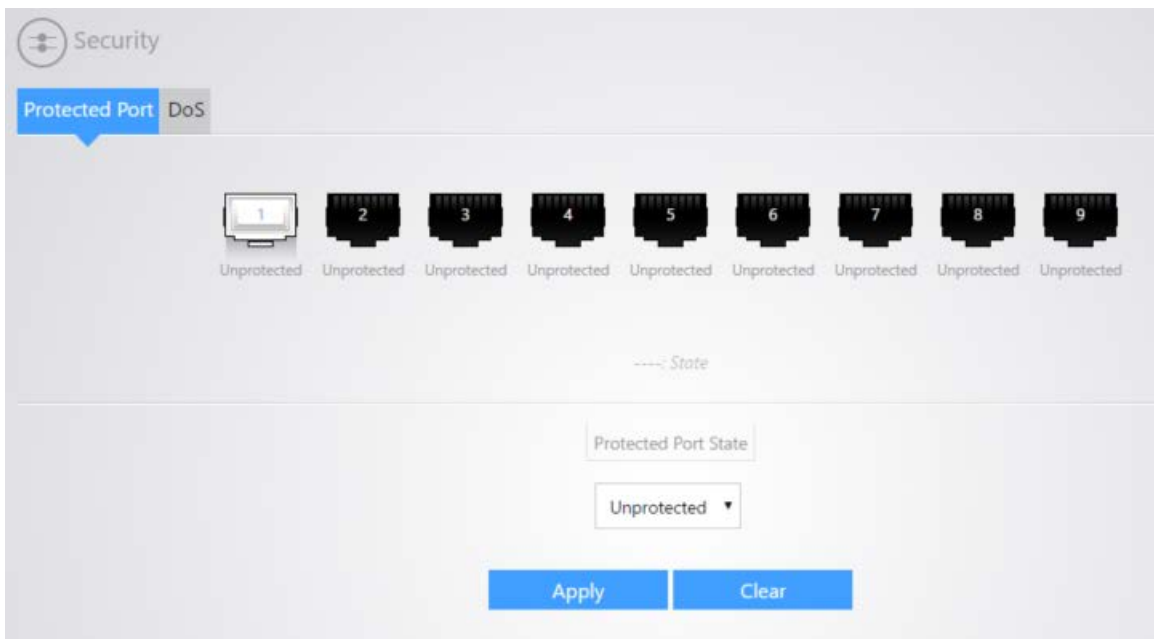 Security
Protected Port DoS
1 2 3 4 5 6 7 8 9
Unprotected Unprotected Unprotected Unprotected Unprotected Unprotected Unprotected Unprotected Unprotected
----: State
Protected Port State
Unprotected
Apply Clear